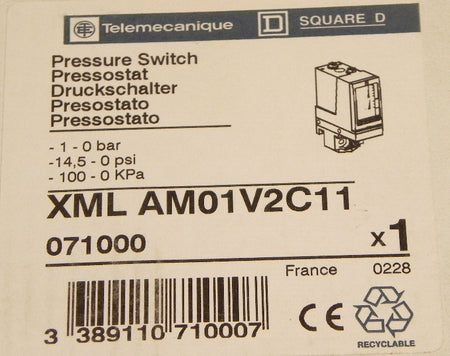 Telemecanique D SQUARE D
Pressure Switch
Pressostat
Druckschalter
Presostato
Pressostato
- 1 - 0 bar
-14,5 - 0 psi
- 100 - 0 KPa
XML AM01V2C11
071000 x1
France 0228
3 389110 710007
CE
RECYCLABLE